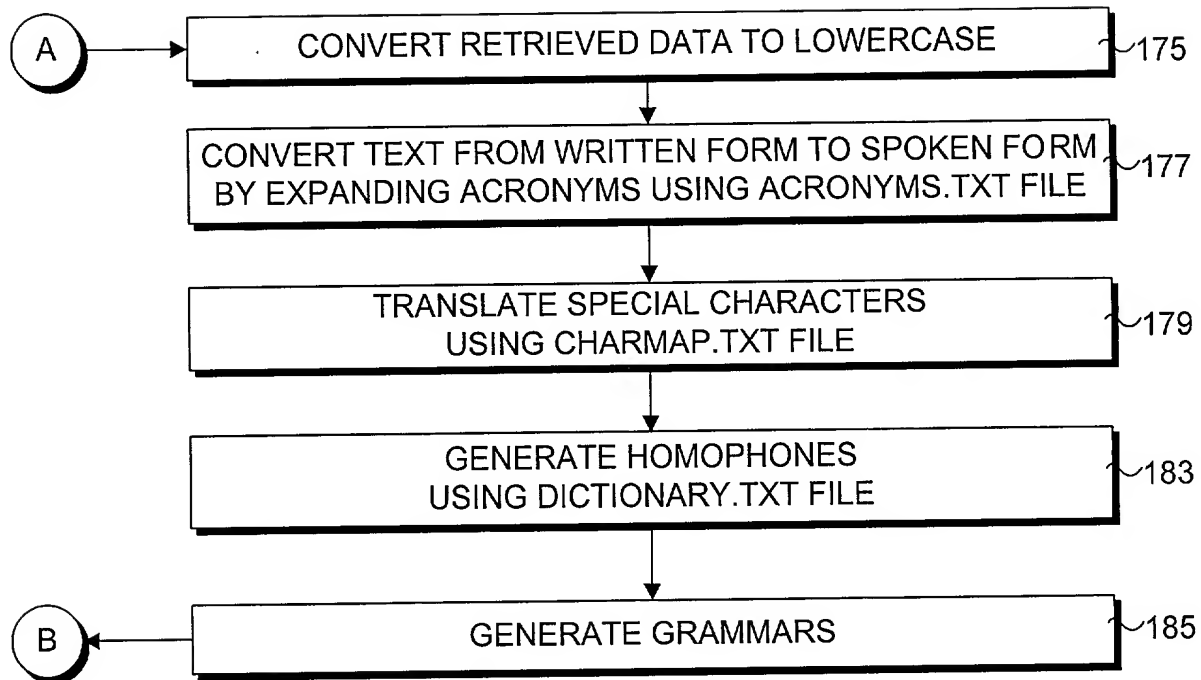 A
CONVERT RETRIEVED DATA TO LOWERCASE
175
CONVERT TEXT FROM WRITTEN FORM TO SPOKEN FORM
BY EXPANDING ACRONYMS USING ACRONYMS.TXT FILE
177
TRANSLATE SPECIAL CHARACTERS
USING CHARMAP.TXT FILE
179
GENERATE HOMOPHONES
USING DICTIONARY.TXT FILE
183
B
GENERATE GRAMMARS
185